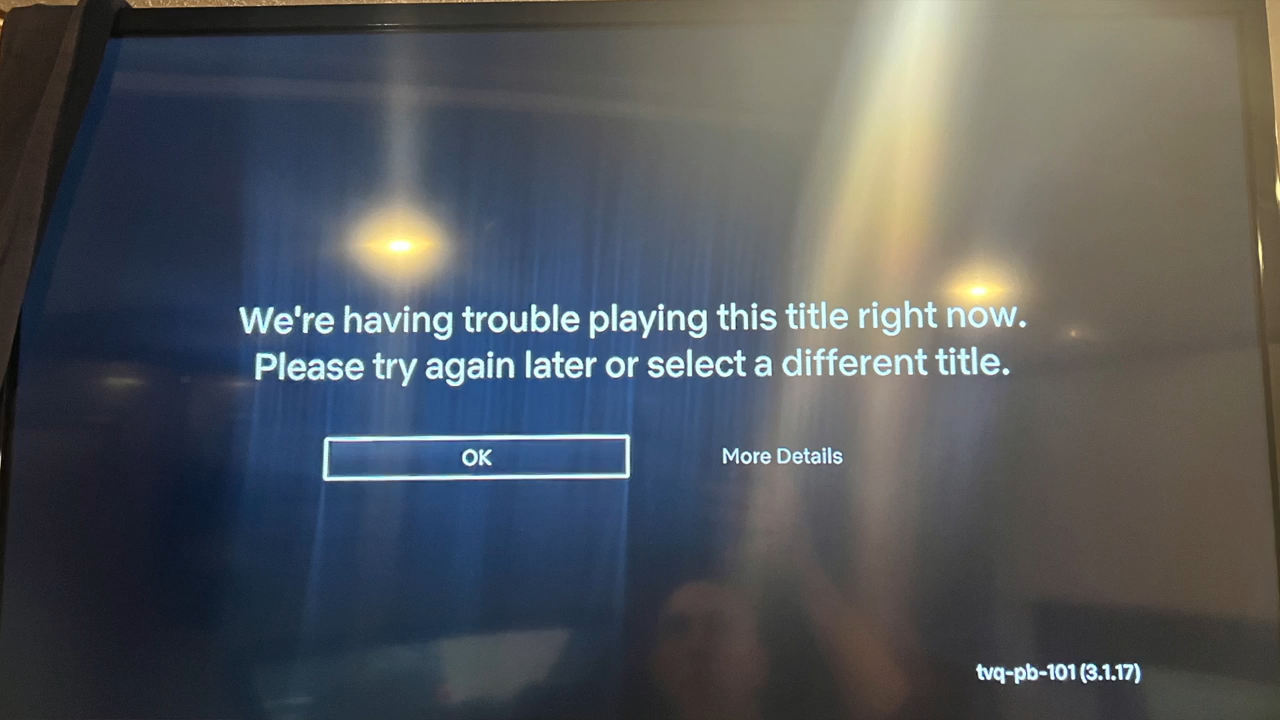 We're having trouble playing this title right now.
Please try again later or select a different title.
OK
More Details
tvq-pb-101 (3.1.17)